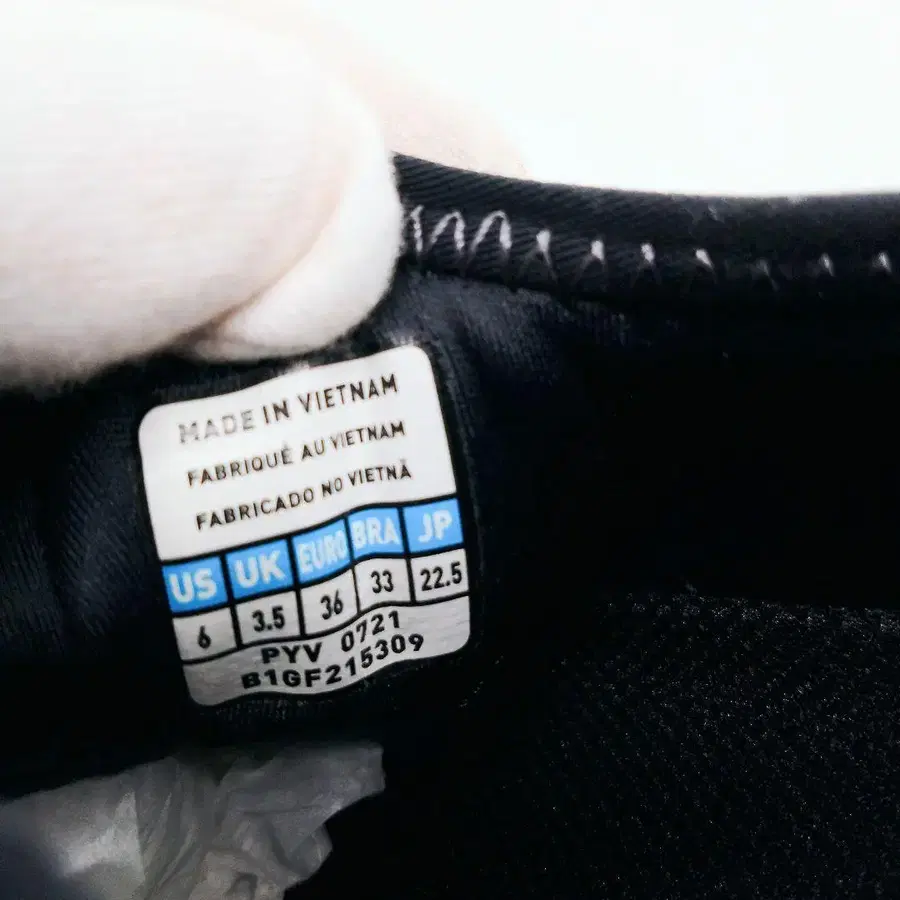 MADE IN VIETNAM
FABRIQUÉ AU VIETNAM
FABRICADO NO VIETNÃ
US UK EURO BRA JP
6 3.5 36 33 22.5
PYV 0721
B1GF215309